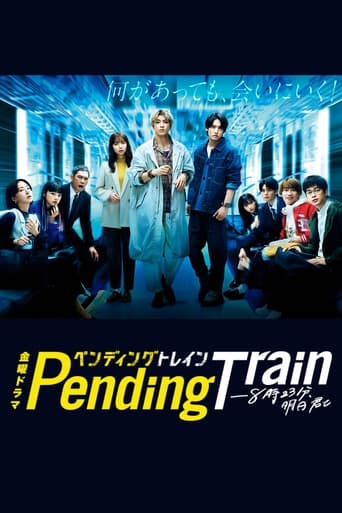 何があっても、会いにいく!
金曜ドラマ
ペンディングトレイン
Pending Train
—8時23分、明日 君と